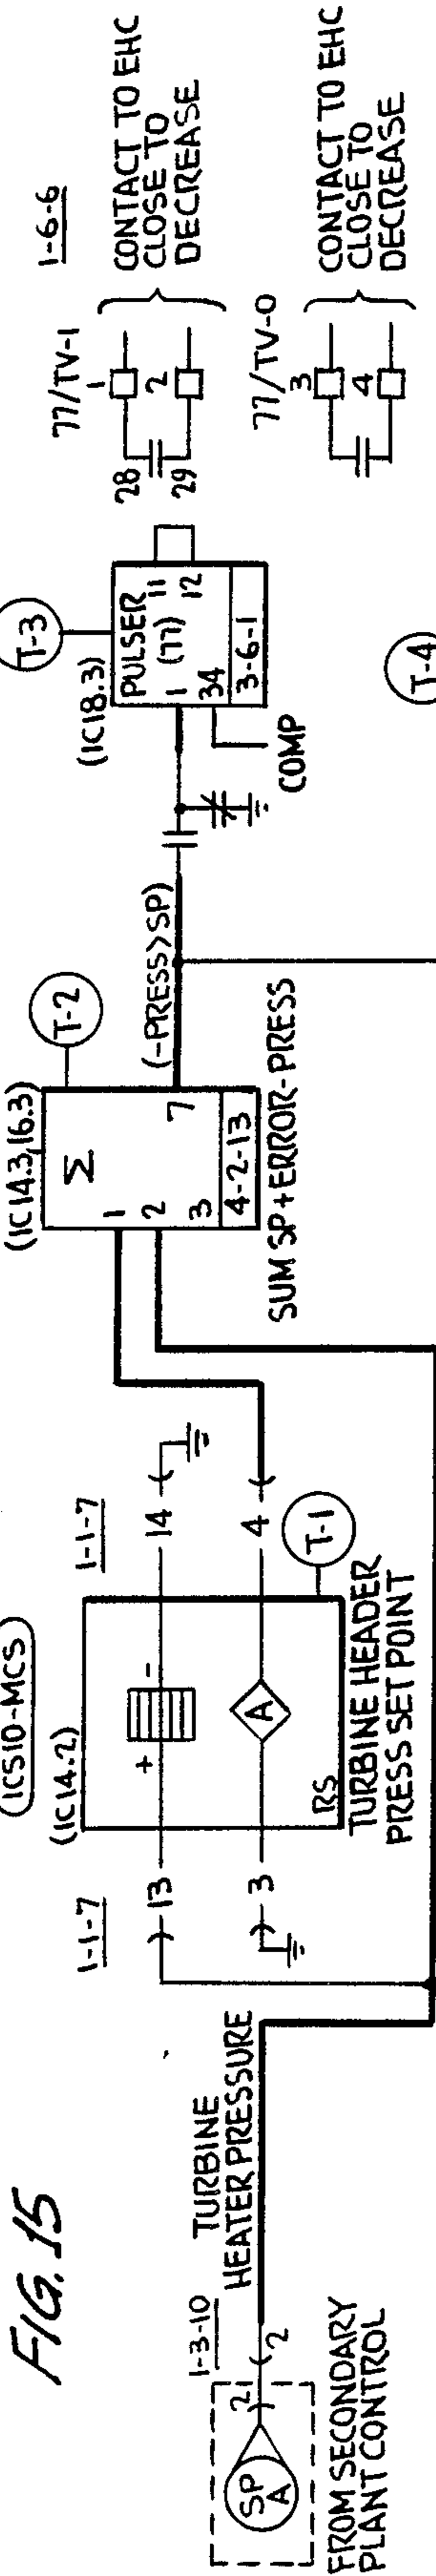 FIG. 15
FROM SECONDARY
PLANT CONTROL
SP
A
2
1-3-10
2
TURBINE
HEATER PRESSURE
1-1-7
13
3
ICS10-MCS
(IC14.2)
+
-
A
RS
TURBINE HEADER
PRESS SET POINT
T-1
1-1-7
14
4
(IC14.3,16.3)
Σ
1
2
3
7
4-2-13
SUM SP+ERROR-PRESS
T-2
(-PRESS>SP)
COMP
(IC18.3)
PULSER
(77)
1
11
12
34
3-6-1
T-3
T-4
1-6-6
77/TV-1
28
29
1
2
CONTACT TO EHC
CLOSE TO
DECREASE
77/TV-0
3
4
CONTACT TO EHC
CLOSE TO
DECREASE